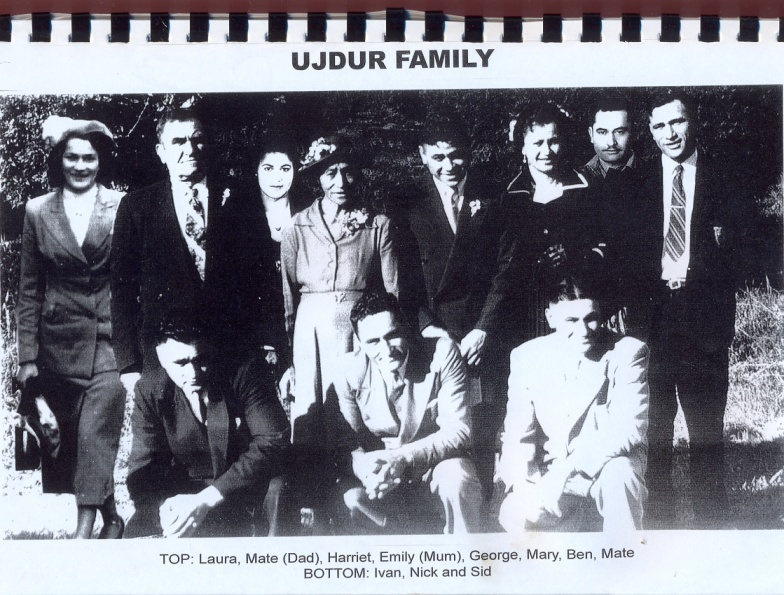 UJDUR FAMILY
TOP: Laura, Mate (Dad), Harriet, Emily (Mum), George, Mary, Ben, Mate
BOTTOM: Ivan, Nick and Sid